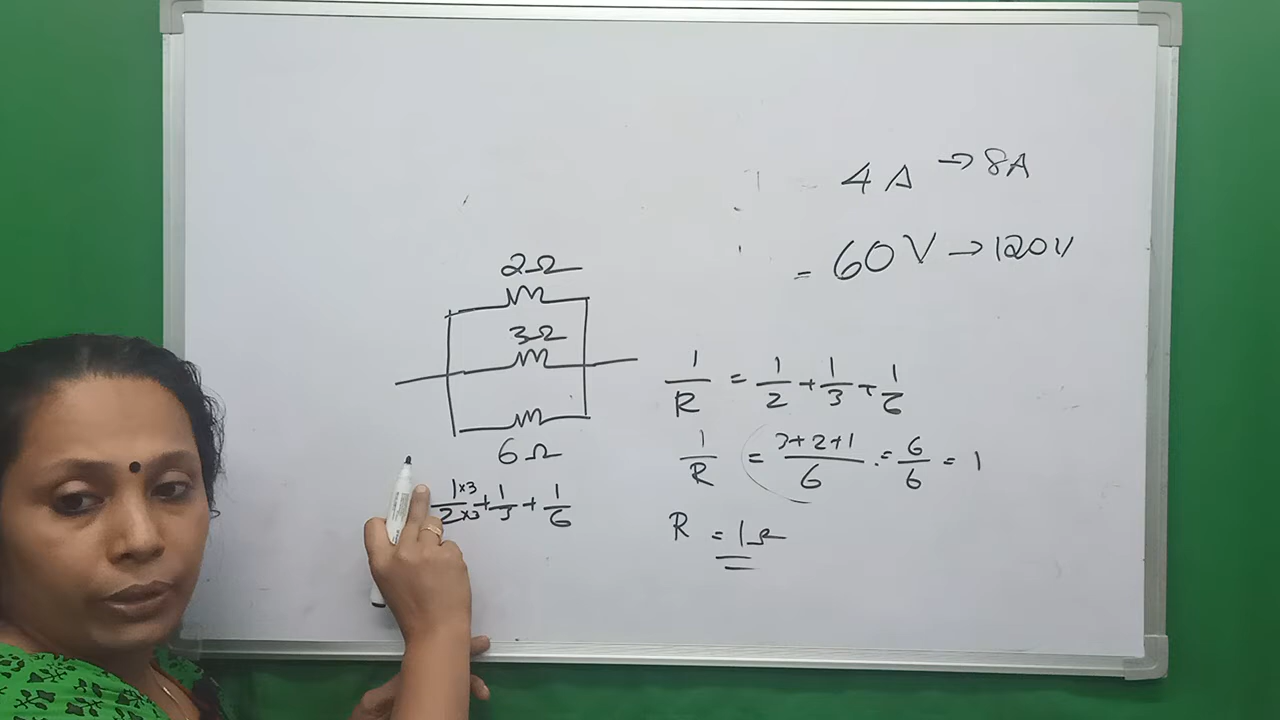 4A → 8A
= 60V → 120V
2Ω
3Ω
6Ω
1/R = 1/2 + 1/3 + 1/6
1/R = (3+2+1)/6 = 6/6 = 1
R = 1Ω
1×3/2×3 + 1/3 + 1/6